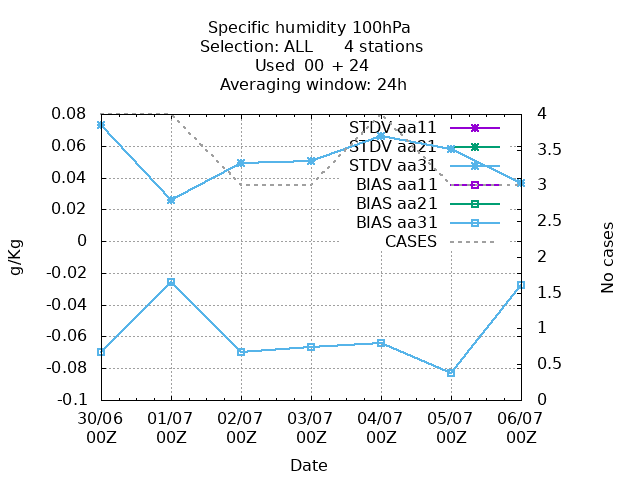 Specific humidity 100hPa
Selection: ALL 4 stations
Used 00 + 24
Averaging window: 24h
0.08
0.06
0.04
0.02
0
-0.02
-0.04
-0.06
-0.08
-0.1
g/Kg
STDV aa11
STDV aa21
STDV aa31
BIAS aa11
BIAS aa21
BIAS aa31
CASES
4
3.5
3
2.5
2
1.5
1
0.5
0
No cases
30/06 01/07 02/07 03/07 04/07 05/07 06/07
00Z 00Z 00Z 00Z 00Z 00Z 00Z
Date